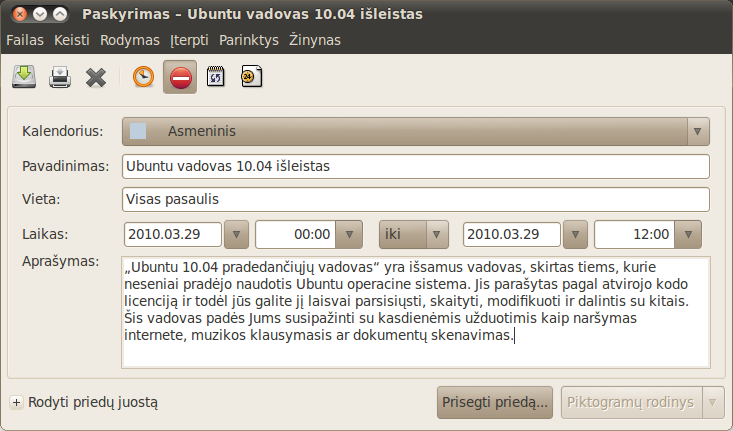 Paskyrimas – Ubuntu vadovas 10.04 išleistas
Failas Keisti Rodymas Įterpti Parinktys Žinynas
24
Kalendorius: Asmeninis
Pavadinimas: Ubuntu vadovas 10.04 išleistas
Vieta: Visas pasaulis
Laikas: 2010.03.29 00:00 iki 2010.03.29 12:00
Aprašymas:
„Ubuntu 10.04 pradedančiųjų vadovas“ yra išsamus vadovas, skirtas tiems, kurie
neseniai pradėjo naudotis Ubuntu operacine sistema. Jis parašytas pagal atvirojo kodo
licenciją ir todėl jūs galite jį laisvai parsisiųsti, skaityti, modifikuoti ir dalintis su kitais.
Šis vadovas padės Jums susipažinti su kasdienėmis užduotimis kaip naršymas
internete, muzikos klausymasis ar dokumentų skenavimas.
Rodyti priedų juostą Prisegti priedą... Piktogramų rodinys